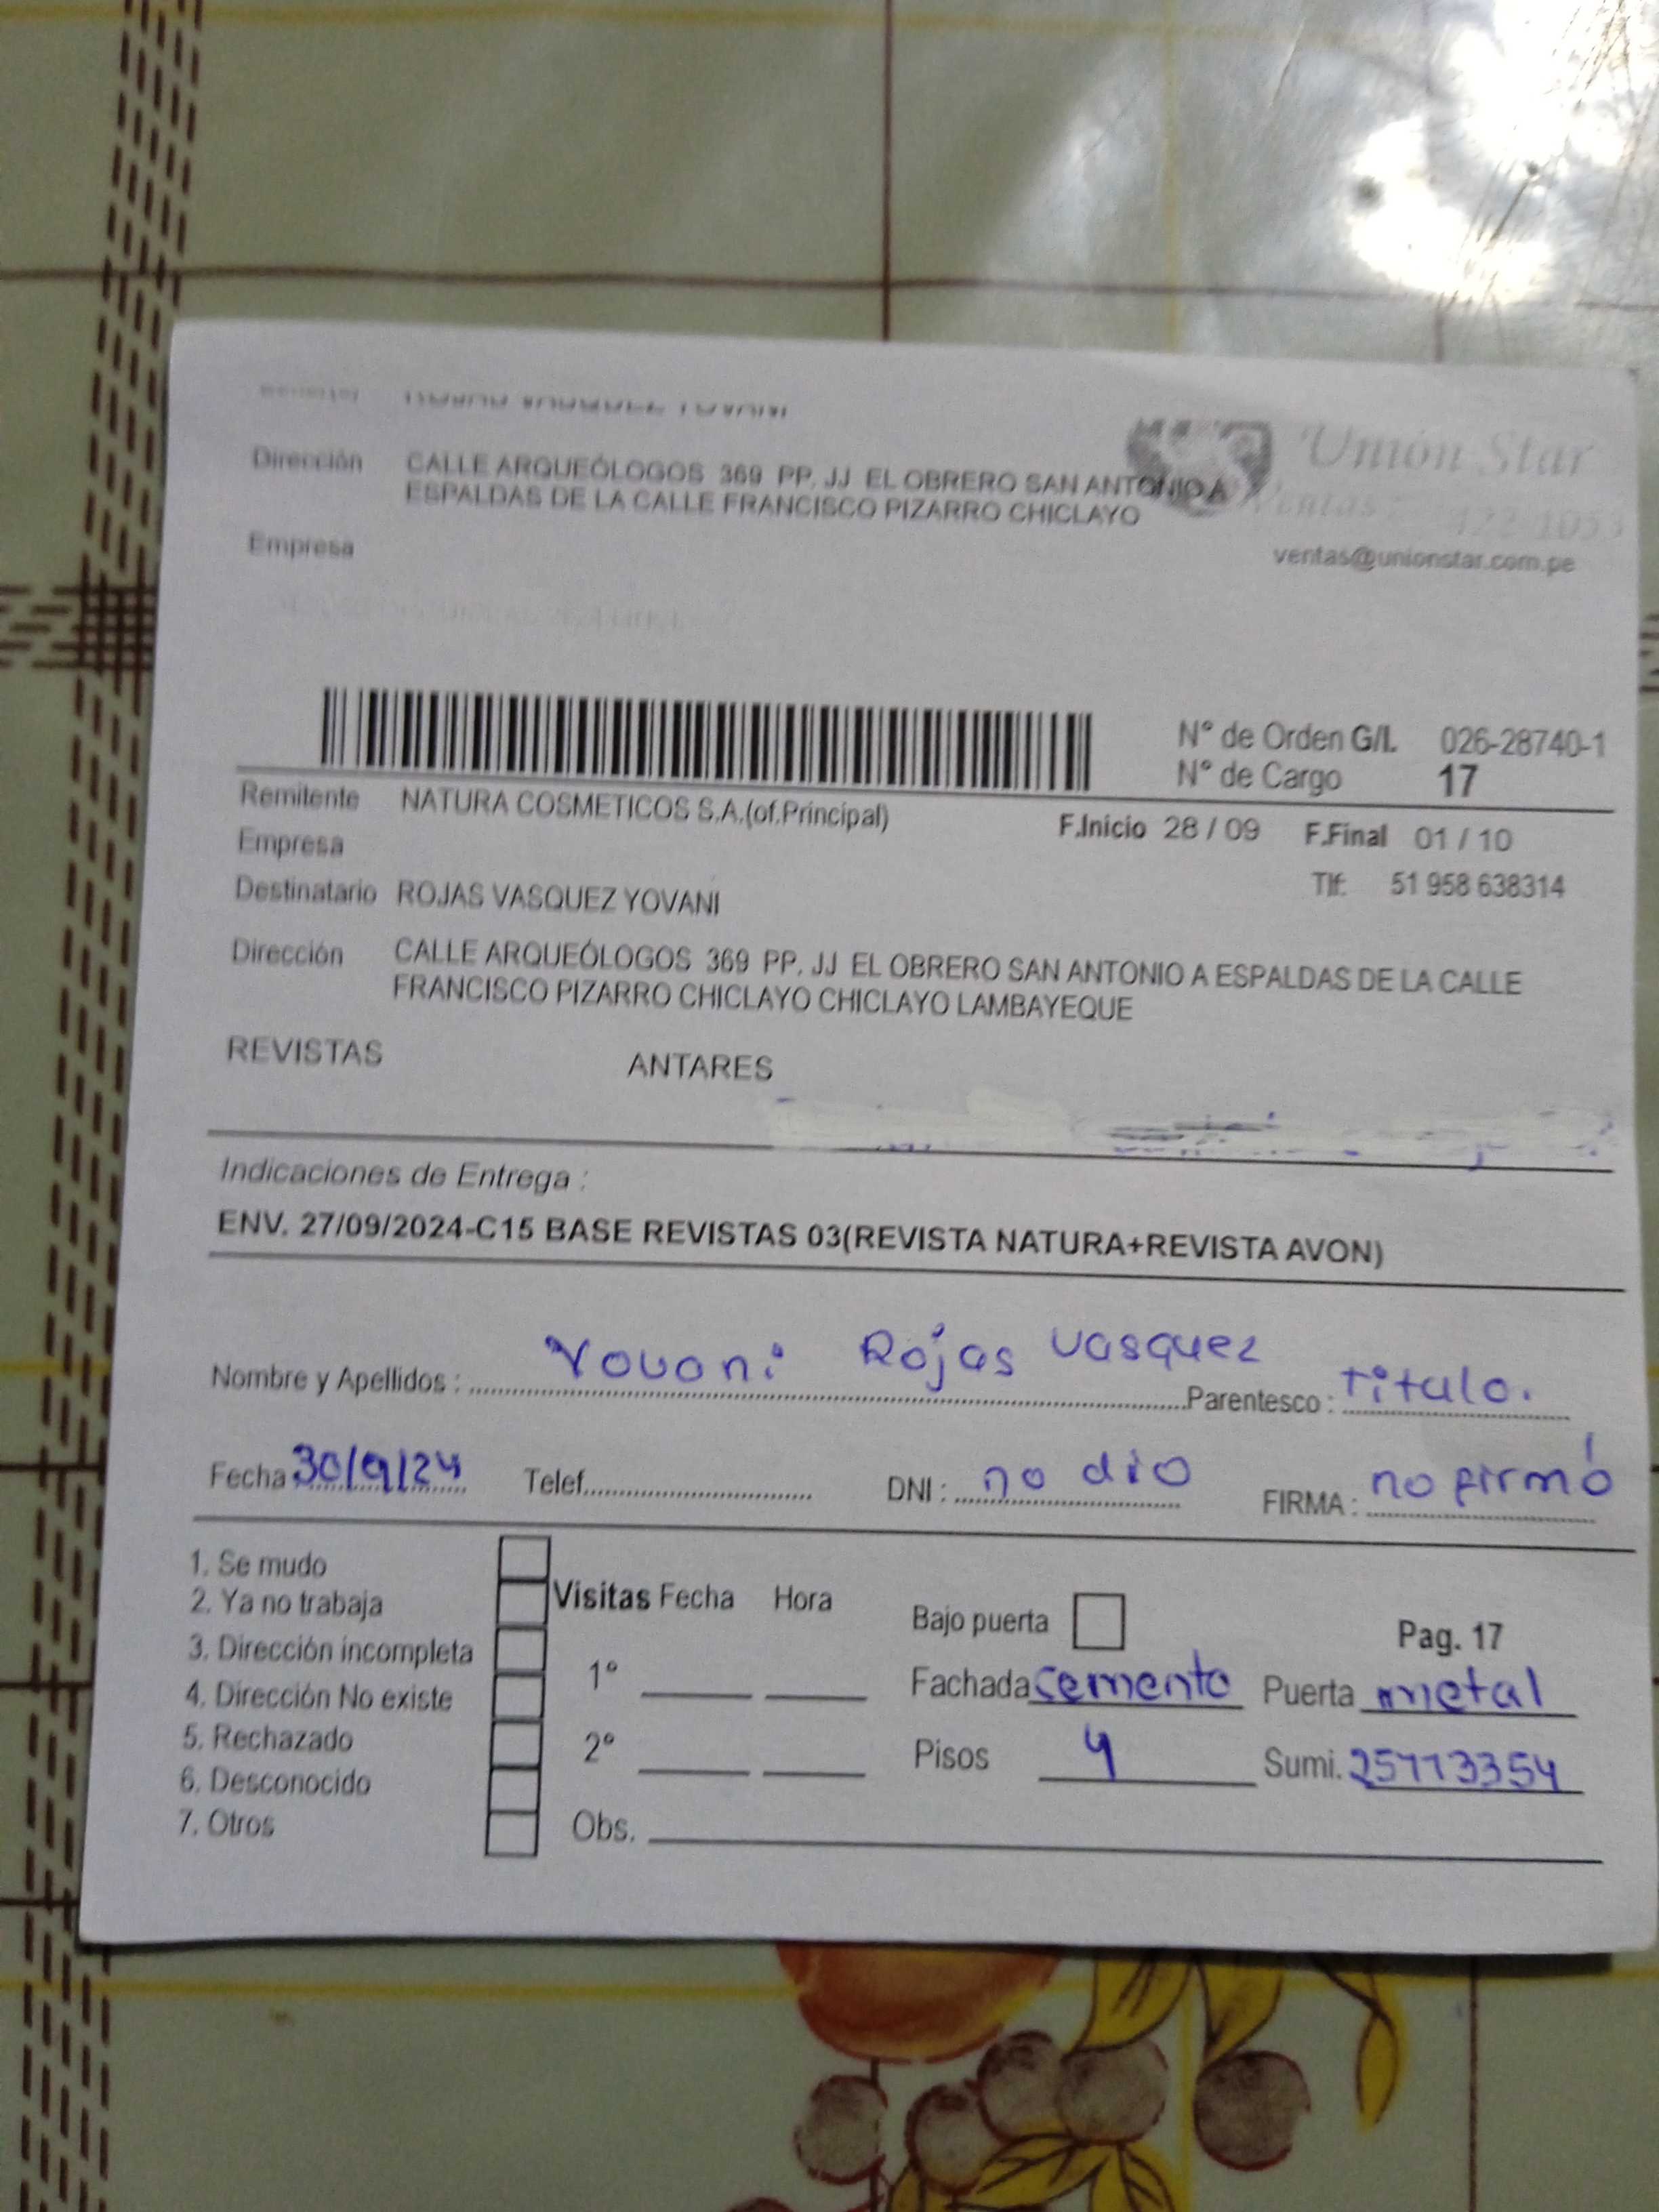 ROJAS VASQUEZ YOVANI
Dirección CALLE ARQUEÓLOGOS 369 PP. JJ EL OBRERO SAN ANTONIO A
ESPALDAS DE LA CALLE FRANCISCO PIZARRO CHICLAYO
Unión Star
Ventas:
Empresa
ventas@unionstar.com.pe
N° de Orden G/L 026-28740-1
N° de Cargo 17
Remitente NATURA COSMETICOS S.A.(of.Principal)
F.Inicio 28 / 09 F.Final 01 / 10
Empresa
Tlf: 51 958 638314
Destinatario ROJAS VASQUEZ YOVANI
Dirección CALLE ARQUEÓLOGOS 369 PP. JJ EL OBRERO SAN ANTONIO A ESPALDAS DE LA CALLE
FRANCISCO PIZARRO CHICLAYO CHICLAYO LAMBAYEQUE
REVISTAS ANTARES
Indicaciones de Entrega :
ENV. 27/09/2024-C15 BASE REVISTAS 03(REVISTA NATURA+REVISTA AVON)
Nombre y Apellidos : Yovani Rojas Vasquez Parentesco : Titulo.
Fecha 30/9/24 Telef. DNI : no dio FIRMA : no firmó
1. Se mudo
2. Ya no trabaja
3. Dirección incompleta
4. Dirección No existe
5. Rechazado
6. Desconocido
7. Otros
Visitas Fecha Hora
1°
2°
Obs.
Bajo puerta
Pag. 17
Fachada cemento Puerta metal
Pisos 4 Sumi. 25773354